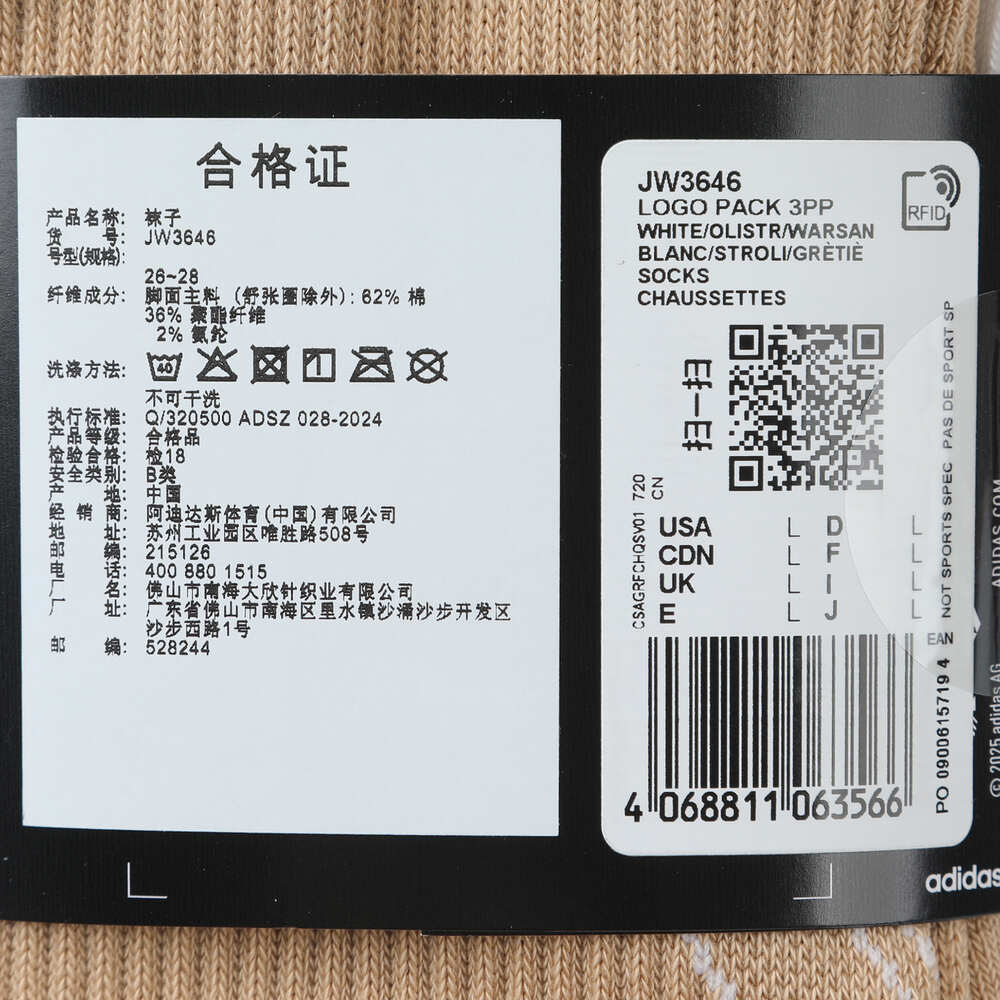 合格证
产品名称: 袜子
货 号: JW3646
号型(规格):
26~28
纤维成分: 脚面主料 (舒张圈除外): 62% 棉
36% 聚酯纤维
2% 氨纶
洗涤方法:
40
不可干洗
执行标准: Q/320500 ADSZ 028-2024
产品等级: 合格品
检验合格: 检18
安全类别: B类
产 地: 中国
经 销 商: 阿迪达斯体育(中国)有限公司
地 址: 苏州工业园区唯胜路508号
邮 编: 215126
电 话: 400 880 1515
厂 名: 佛山市南海大欣针织业有限公司
厂 址: 广东省佛山市南海区里水镇沙涌沙步开发区
沙步西路1号
邮 编: 528244
JW3646
LOGO PACK 3PP
WHITE/OLISTR/WARSAN
BLANC/STROLI/GRÈTIÈ
SOCKS
CHAUSSETTES
RFID
扫一扫
CSAGRFCHQSV01 720
CN
USA L D L
CDN L F L
UK L I L
E L J L
EAN
4 068811 063566
PO 0900615719 4 NOT SPORTS SPEC PAS DE SPORT SP
© 2025 adidas AG
ADIDAS.COM
adidas